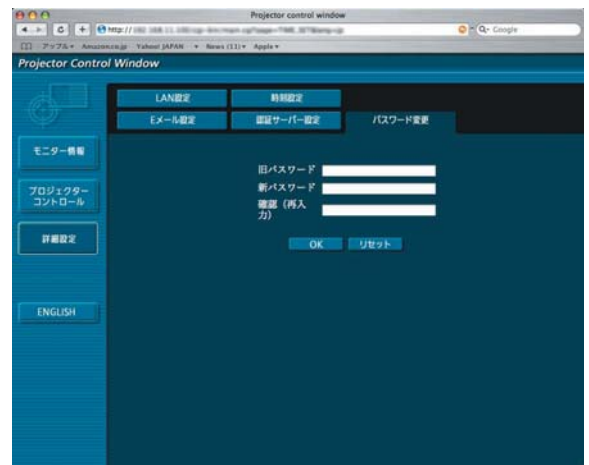 Projector control window
http://
Google
アップル Amazon.co.jp Yahoo! JAPAN News (11) Apple
Projector Control Window
LAN設定 時刻設定
Eメール設定 認証サーバー設定 パスワード変更
モニター情報
プロジェクター
コントロール
詳細設定
ENGLISH
旧パスワード
新パスワード
確認（再入
力）
OK リセット